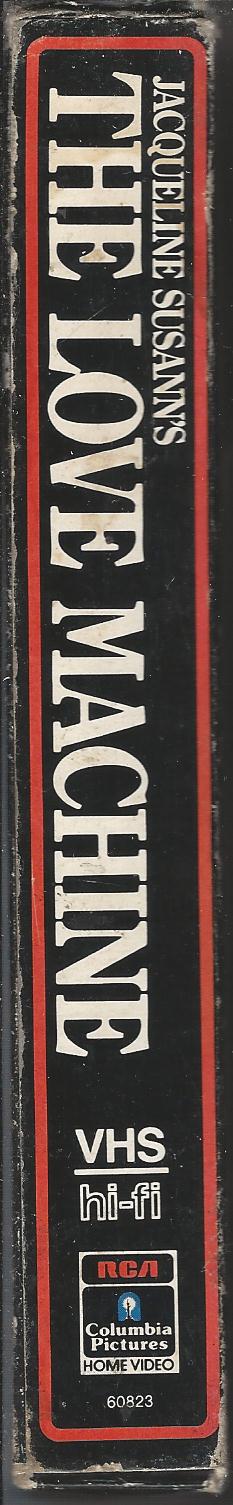 JACQUELINE SUSANN'S
THE LOVE MACHINE
VHS
hi-fi
RCA
Columbia
Pictures
HOME VIDEO
60823